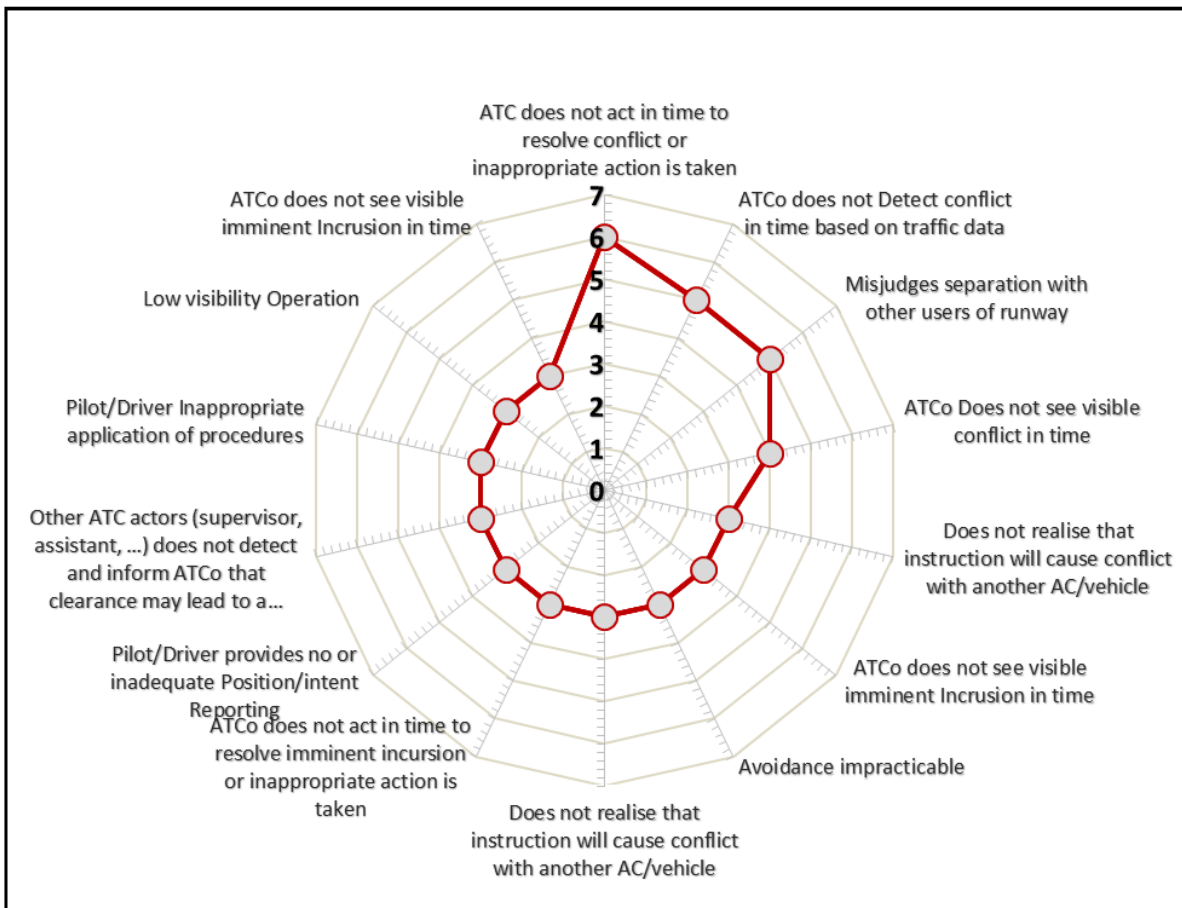 ATC does not act in time to
resolve conflict or
inappropriate action is taken
ATCo does not Detect conflict
in time based on traffic data
Misjudges separation with
other users of runway
ATCo Does not see visible
conflict in time
Does not realise that
instruction will cause conflict
with another AC/vehicle
ATCo does not see visible
imminent Incrusion in time
Avoidance impracticable
Does not realise that
instruction will cause conflict
with another AC/vehicle
ATCo does not act in time to
resolve imminent incursion
or inappropriate action is
taken
Pilot/Driver provides no or
inadequate Position/intent
Reporting
Other ATC actors (supervisor,
assistant, ...) does not detect
and inform ATCo that
clearance may lead to a...
Pilot/Driver Inappropriate
application of procedures
Low visibility Operation
ATCo does not see visible
imminent Incrusion in time
7
6
5
4
3
2
1
0